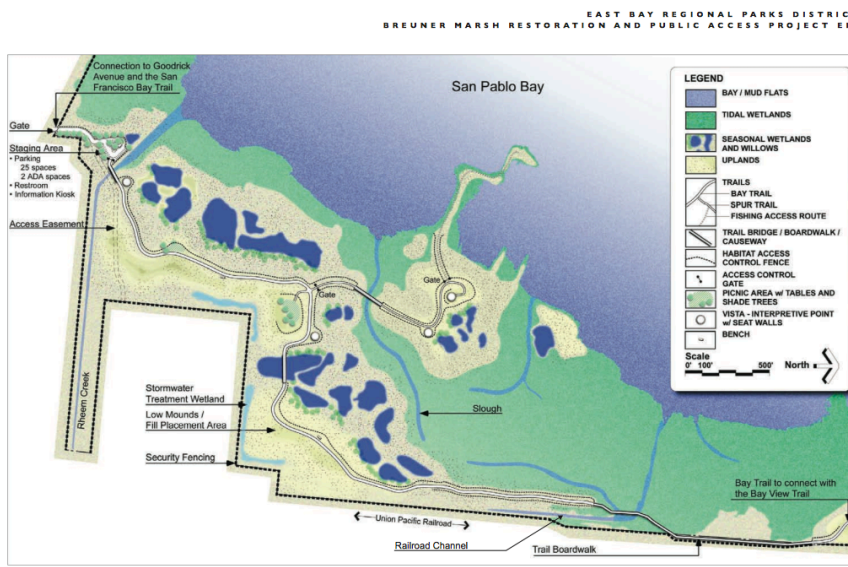 EAST BAY REGIONAL PARKS DISTRIC
BREUNER MARSH RESTORATION AND PUBLIC ACCESS PROJECT EI
Connection to Goodrick
Avenue and the San
Francisco Bay Trail
San Pablo Bay
Gate
Staging Area
• Parking
25 spaces
2 ADA spaces
• Restroom
• Information Kiosk
Access Easement
Gate
Gate
Rheem Creek
Stormwater
Treatment Wetland
Low Mounds /
Fill Placement Area
Security Fencing
Slough
Union Pacific Railroad
Railroad Channel
Trail Boardwalk
Bay Trail to connect with
the Bay View Trail
LEGEND
BAY / MUD FLATS
TIDAL WETLANDS
SEASONAL WETLANDS
AND WILLOWS
UPLANDS
TRAILS
BAY TRAIL
SPUR TRAIL
FISHING ACCESS ROUTE
TRAIL BRIDGE / BOARDWALK /
CAUSEWAY
HABITAT ACCESS
CONTROL FENCE
ACCESS CONTROL
GATE
PICNIC AREA w/ TABLES AND
SHADE TREES
VISTA - INTERPRETIVE POINT
w/ SEAT WALLS
BENCH
Scale
0' 100' 500' North